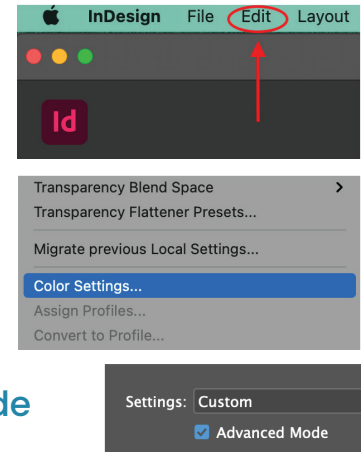 InDesign File Edit Layout
Id
Transparency Blend Space
Transparency Flattener Presets...
Migrate previous Local Settings...
Color Settings...
Assign Profiles...
Convert to Profile...
de
Settings: Custom
Advanced Mode